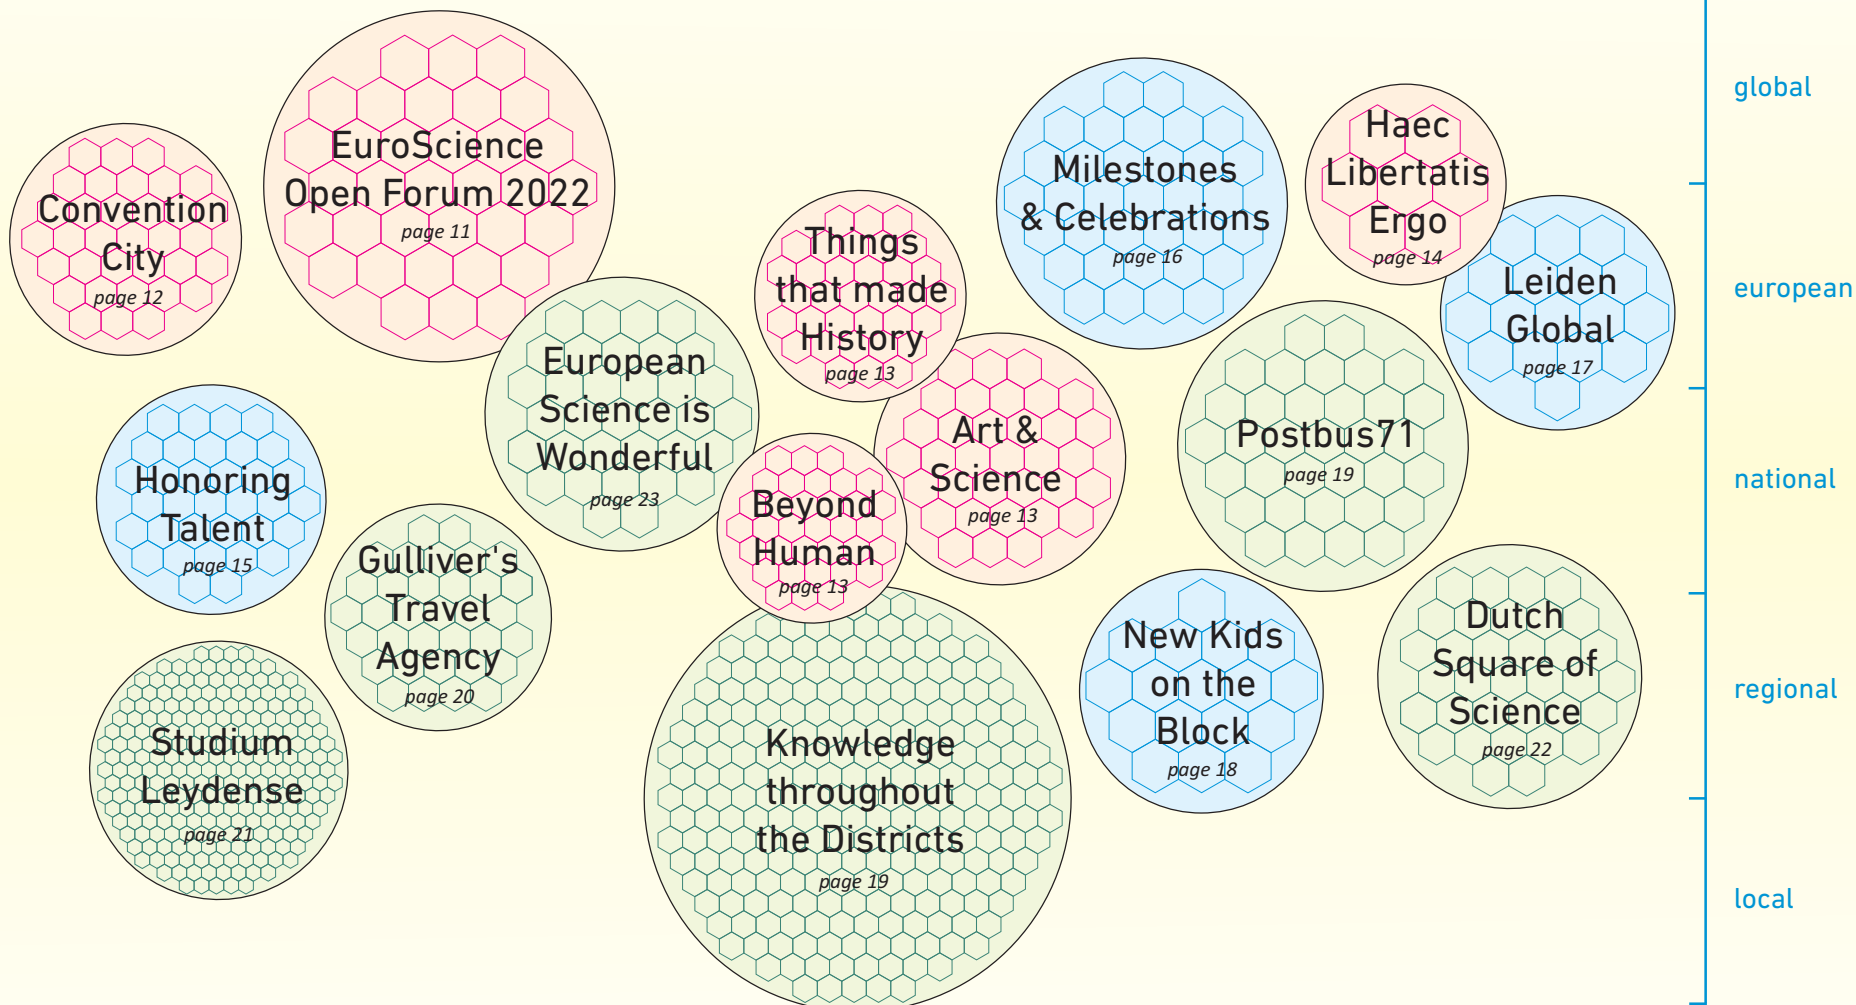 EuroScience
Open Forum 2022
page 11
Convention
City
page 12
Things
that made
History
page 13
Milestones
& Celebrations
page 16
Haec
Libertatis
Ergo
page 14
Leiden
Global
page 17
European
Science is
Wonderful
page 23
Art &
Science
page 13
Postbus71
page 19
Honoring
Talent
page 15
Beyond
Human
page 13
Gulliver's
Travel
Agency
page 20
New Kids
on the
Block
page 18
Dutch
Square of
Science
page 22
Studium
Leydense
page 21
Knowledge
throughout
the Districts
page 19
global
european
national
regional
local